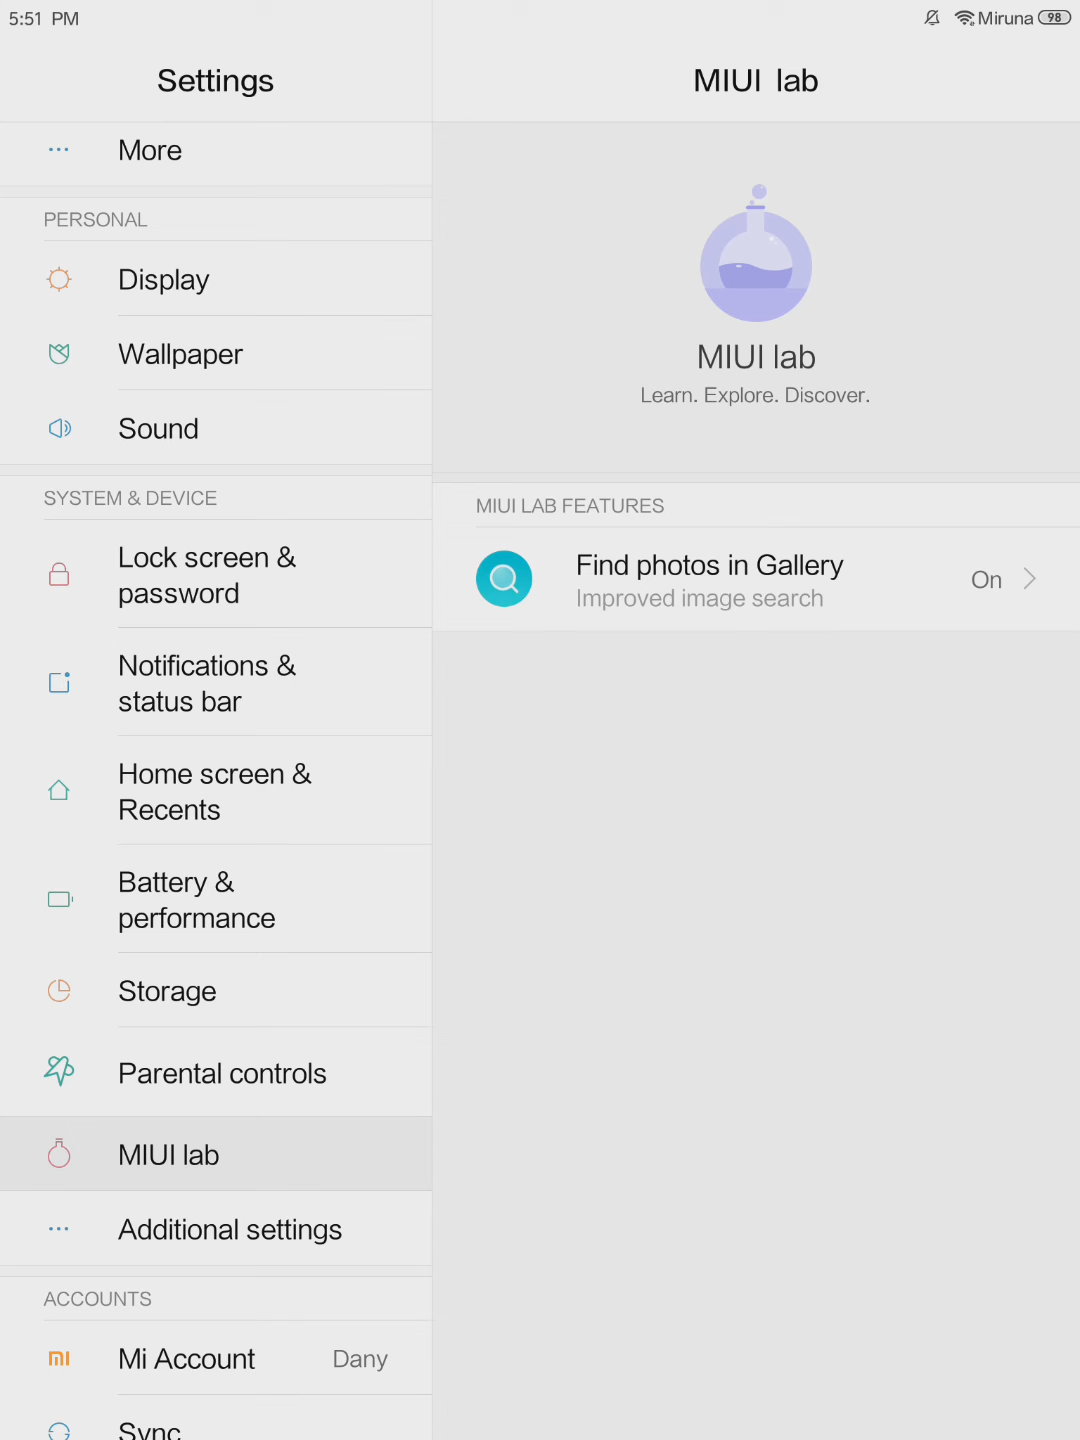 5:51 PM
Miruna 98
Settings
MIUI lab
More
PERSONAL
Display
Wallpaper
Sound
SYSTEM & DEVICE
Lock screen &
password
Notifications &
status bar
Home screen &
Recents
Battery &
performance
Storage
Parental controls
MIUI lab
Additional settings
ACCOUNTS
mi Mi Account Dany
Sync
MIUI lab
Learn. Explore. Discover.
MIUI LAB FEATURES
Find photos in Gallery
Improved image search
On